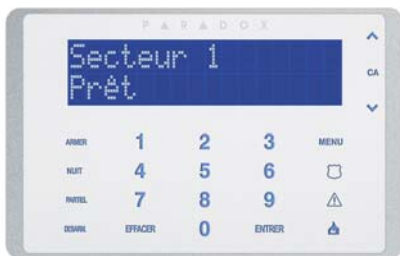 PARADOX
Secteur 1
Prêt
CA
ARMER 1 2 3 MENU
NUIT 4 5 6
PARTIEL 7 8 9
DÉSARM. EFFACER 0 ENTRER